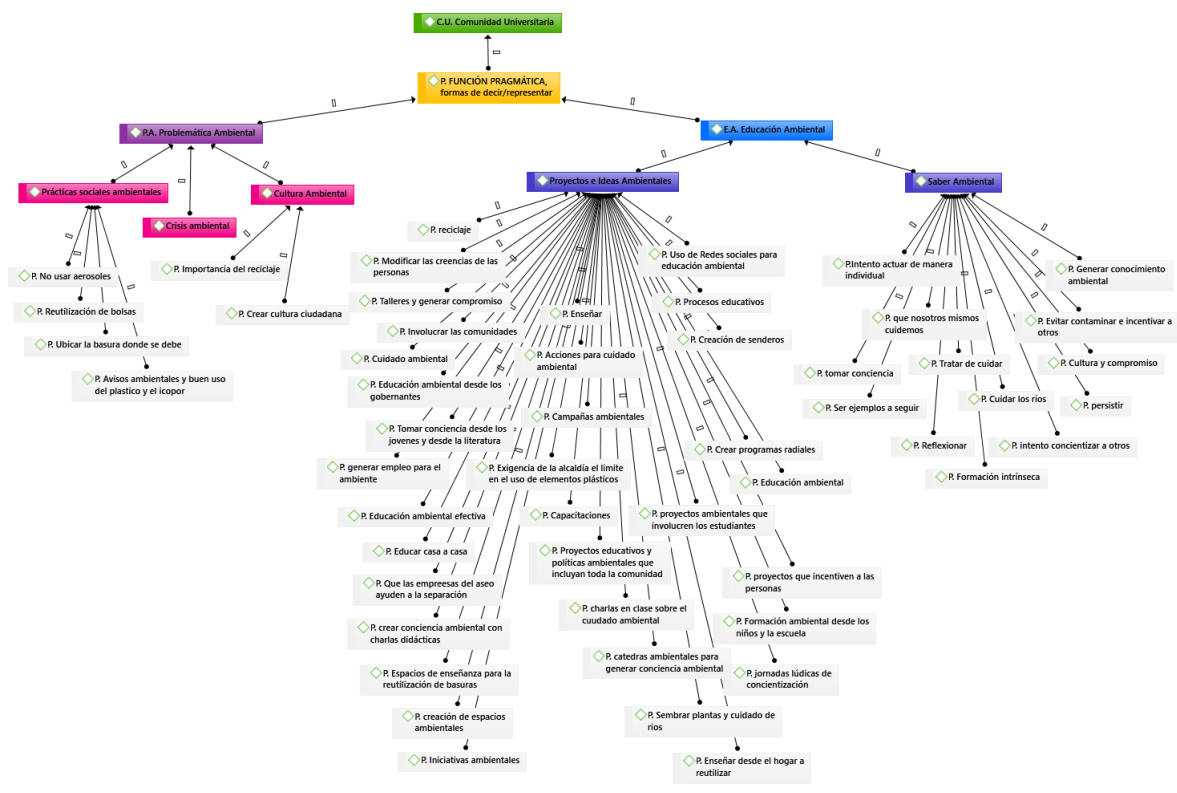 C.U. Comunidad Universitaria
P. FUNCIÓN PRAGMÁTICA,
formas de decir/representar
P.A. Problemática Ambiental
E.A. Educación Ambiental
Prácticas sociales ambientales
Crisis ambiental
Cultura Ambiental
Proyectos e Ideas Ambientales
Saber Ambiental
P. No usar aerosoles
P. Reutilización de bolsas
P. Ubicar la basura donde se debe
P. Avisos ambientales y buen uso
del plastico y el icopor
P. Importancia del reciclaje
P. Crear cultura ciudadana
P. reciclaje
P. Modificar las creencias de las
personas
P. Talleres y generar compromiso
P. Involucrar las comunidades
P. Cuidado ambiental
P. Educación ambiental desde los
gobernantes
P. Tomar conciencia desde los
jovenes y desde la literatura
P. generar empleo para el
ambiente
P. Educación ambiental efectiva
P. Educar casa a casa
P. Que las empreesas del aseo
ayuden a la separación
P. crear conciencia ambiental con
charlas didácticas
P. Espacios de enseñanza para la
reutilización de basuras
P. creación de espacios
ambientales
P. Iniciativas ambientales
P. Enseñar
P. Acciones para cuidado
ambiental
P. Campañas ambientales
P. Exigencia de la alcaldía el límite
en el uso de elementos plásticos
P. Capacitaciones
P. Proyectos educativos y
políticas ambientales que
incluyan toda la comunidad
P. charlas en clase sobre el
cuudado ambiental
P. catedras ambientales para
generar conciencia ambiental
P. Sembrar plantas y cuidado de
rios
P. Enseñar desde el hogar a
reutilizar
P. Uso de Redes sociales para
educación ambiental
P. Procesos educativos
P. Creación de senderos
P. Crear programas radiales
P. Educación ambiental
P. proyectos ambientales que
involucren los estudiantes
P. proyectos que incentiven a las
personas
P. Formación ambiental desde los
niños y la escuela
P. jornadas lúdicas de
concientización
P.Intento actuar de manera
individual
P. que nosotros mismos
cuidemos
P. tomar conciencia
P. Ser ejemplos a seguir
P. Tratar de cuidar
P. Reflexionar
P. Formación intrínseca
P. Generar conocimiento
ambiental
P. Evitar contaminar e incentivar a
otros
P. Cultura y compromiso
P. Cuidar los ríos
P. persistir
P. intento concientizar a otros